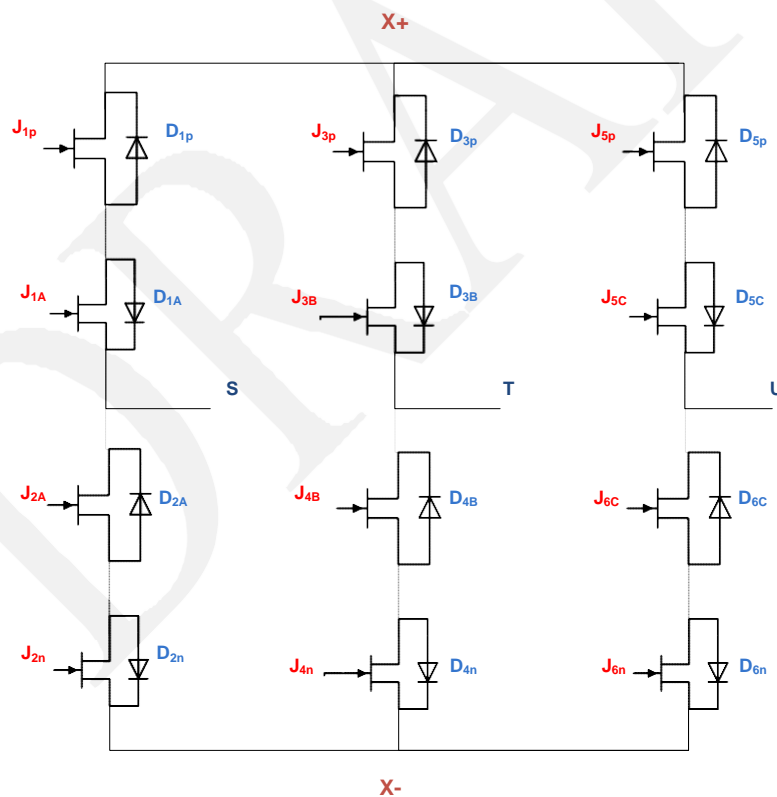 X+
J1p D1p J3p D3p J5p D5p
J1A D1A J3B D3B J5C D5C
S T U
J2A D2A J4B D4B J6C D6C
J2n D2n J4n D4n J6n D6n
X-
DRA